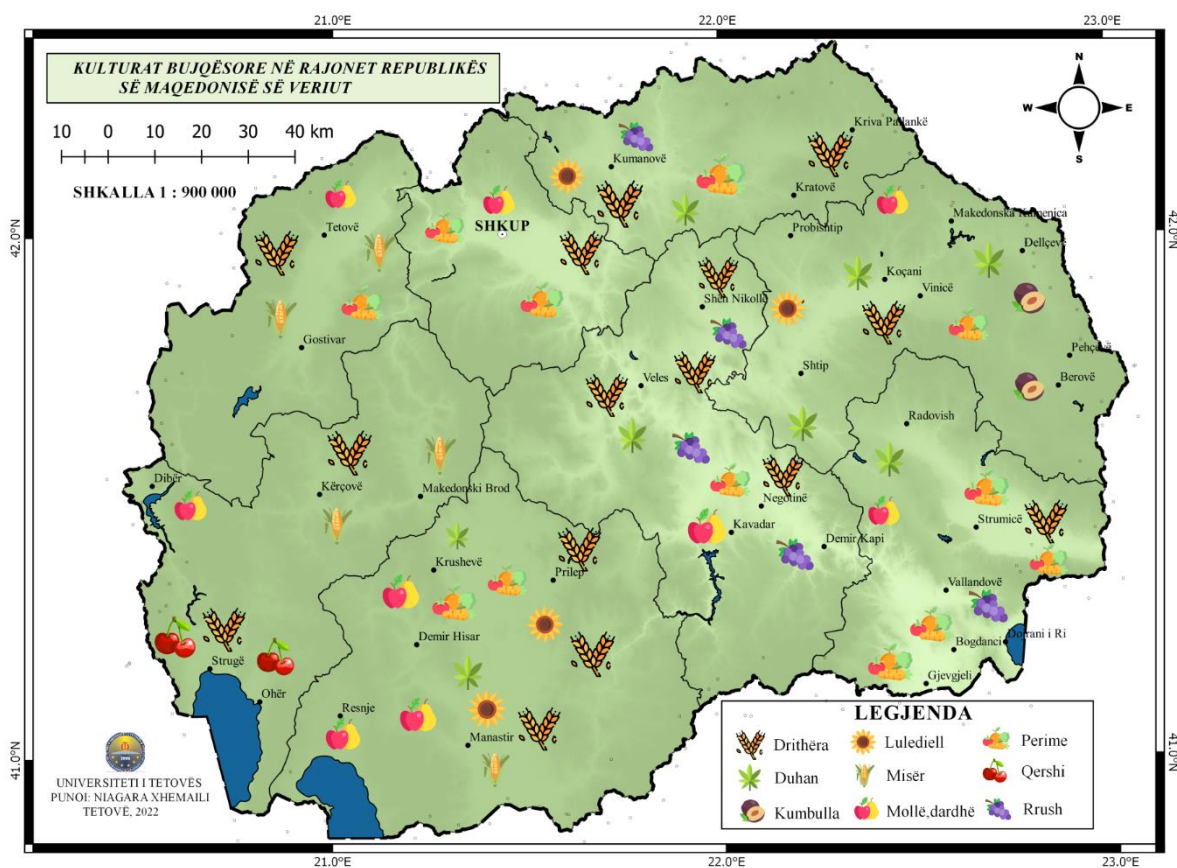 21.0°E
22.0°E
23.0°E
KULTURAT BUJQËSORE NË RAJONET REPUBLIKËS
SË MAQEDONISË SË VERIUT
10 0 10 20 30 40 km
SHKALLA 1 : 900 000
N
W E
S
Kriva Pallankë
Kumanovë
Kratovë
Makedonska Kamenica
Tetovë
SHKUP
Probishtip
Dellçevë
42.0°N
42.0°N
Koçani
Vinicë
Shën Nikollë
Gostivar
Pehçevë
Veles
Shtip
Berovë
Radovish
Dibër
Kërçovë
Makedonski Brod
Negotinë
Kavadar
Strumicë
Demir Kapi
Krushevë
Prilep
Vallandovë
Demir Hisar
Dojrani i Ri
Bogdanci
Strugë
Gjevgjeli
Ohër
Resnje
Manastir
LEGJENDA
Drithëra
Lulediell
Perime
Duhan
Misër
Qershi
Kumbulla
Mollë,dardhë
Rrush
UNIVERSITETI I TETOVËS
PUNOI: NIAGARA XHEMAILI
TETOVË, 2022
41.0°N
41.0°N
21.0°E
22.0°E
23.0°E